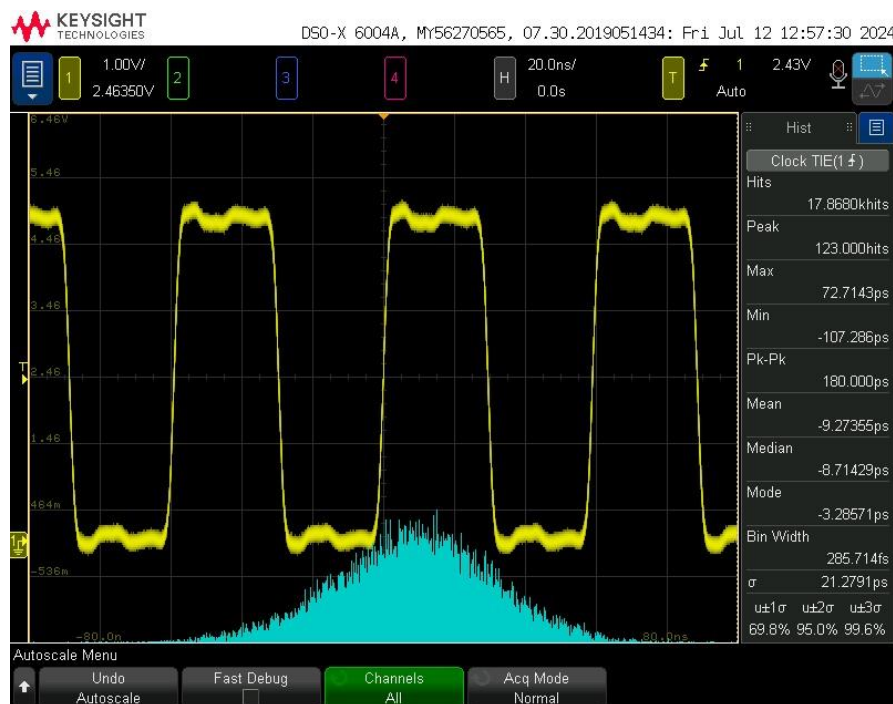 KEYSIGHT
TECHNOLOGIES
DSO-X 6004A, MY56270565, 07.30.2019051434: Fri Jul 12 12:57:30 2024
1 1.00V/ 2 3 4 H 20.0ns/ T 1 2.43V
2.46350V 0.0s Auto
6.46V
5.46
4.46
3.46
T
2.46
1.46
464m
1
-536m
-80.0n 80.0ns
Hist
Clock TIE(1 )
Hits
17.8680khits
Peak
123.000hits
Max
72.7143ps
Min
-107.286ps
Pk-Pk
180.000ps
Mean
-9.27355ps
Median
-8.71429ps
Mode
-3.28571ps
Bin Width
285.714fs
σ 21.2791ps
u±1σ u±2σ u±3σ
69.8% 95.0% 99.6%
Autoscale Menu
Undo Fast Debug Channels Acq Mode
Autoscale All Normal